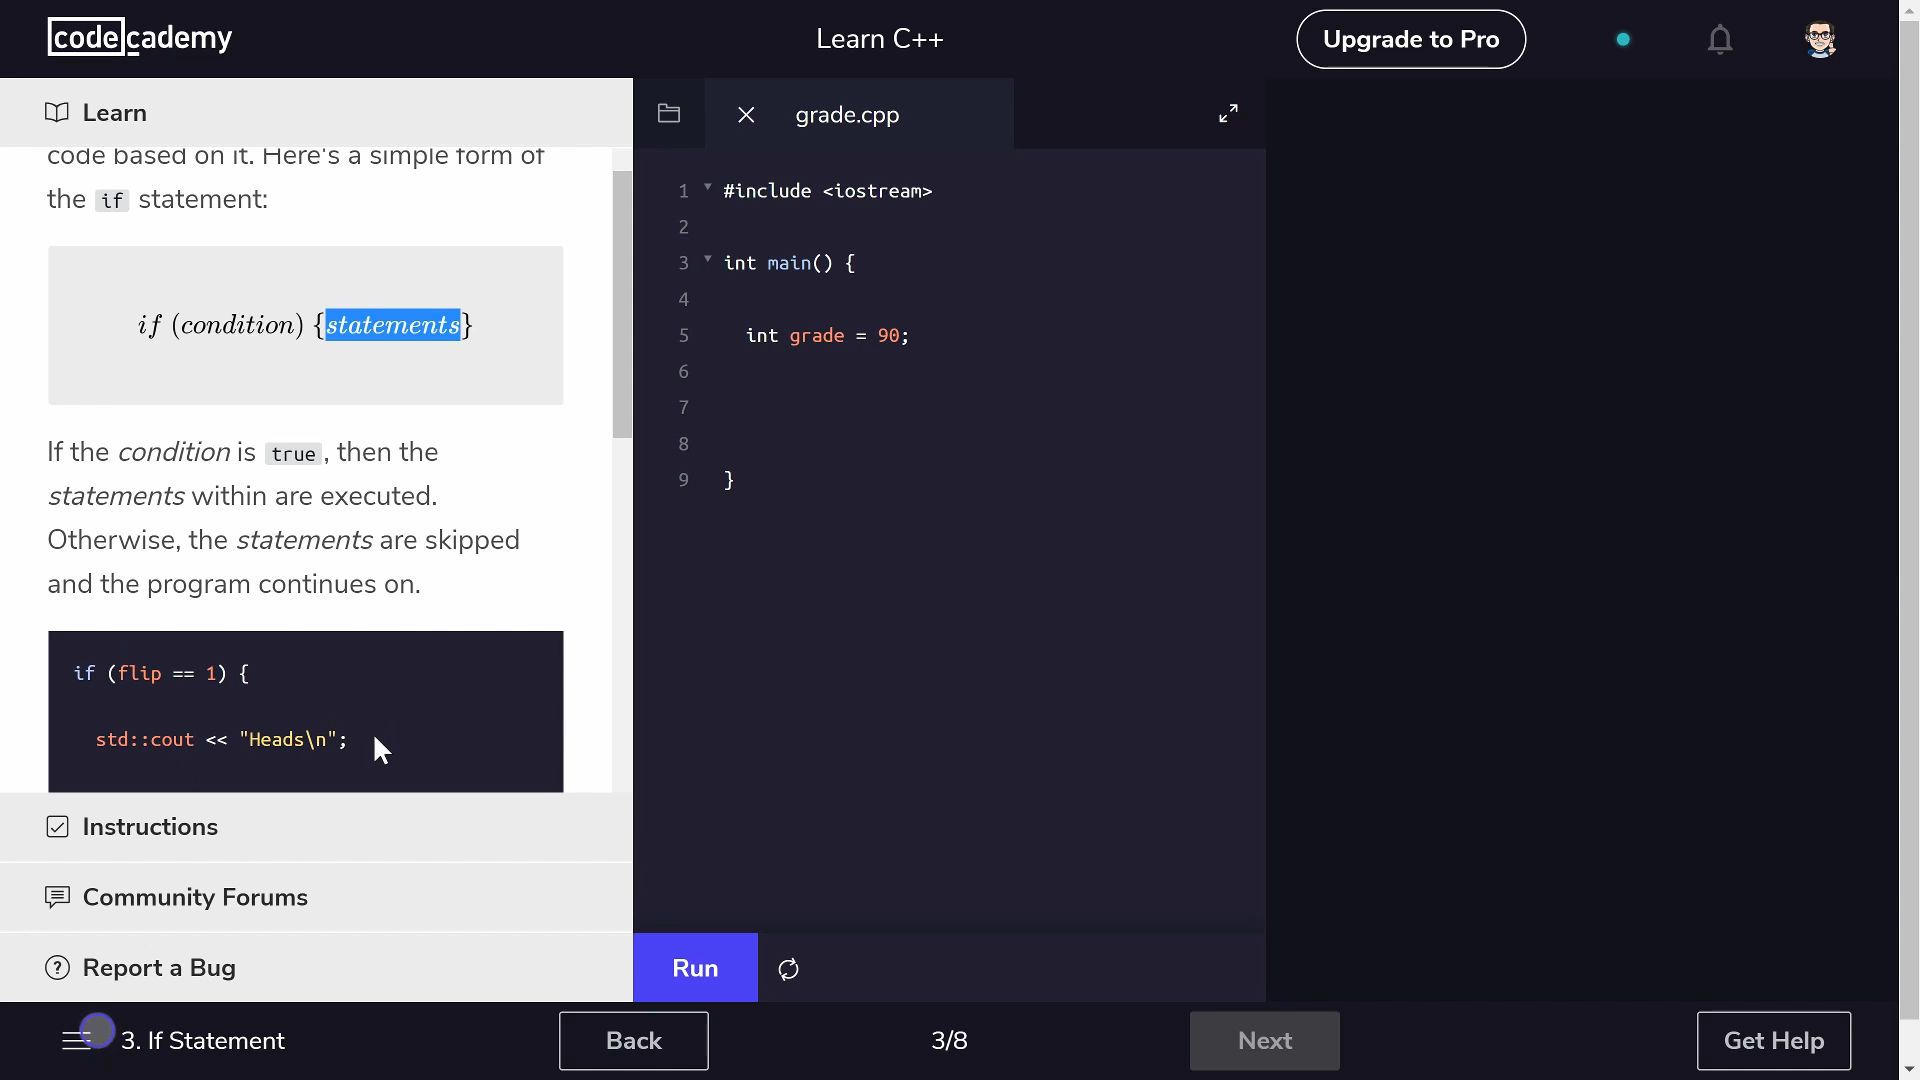 codecademy
Learn C++
Upgrade to Pro
Learn
code based on it. Here's a simple form of
the if statement:
if (condition) {statements}
If the condition is true, then the
statements within are executed.
Otherwise, the statements are skipped
and the program continues on.
if (flip == 1) {
std::cout << "Heads\n";
Instructions
Community Forums
Report a Bug
grade.cpp
1 #include <iostream>
2
3 int main() {
4
5 int grade = 90;
6
7
8
9 }
Run
3. If Statement
Back
3/8
Next
Get Help